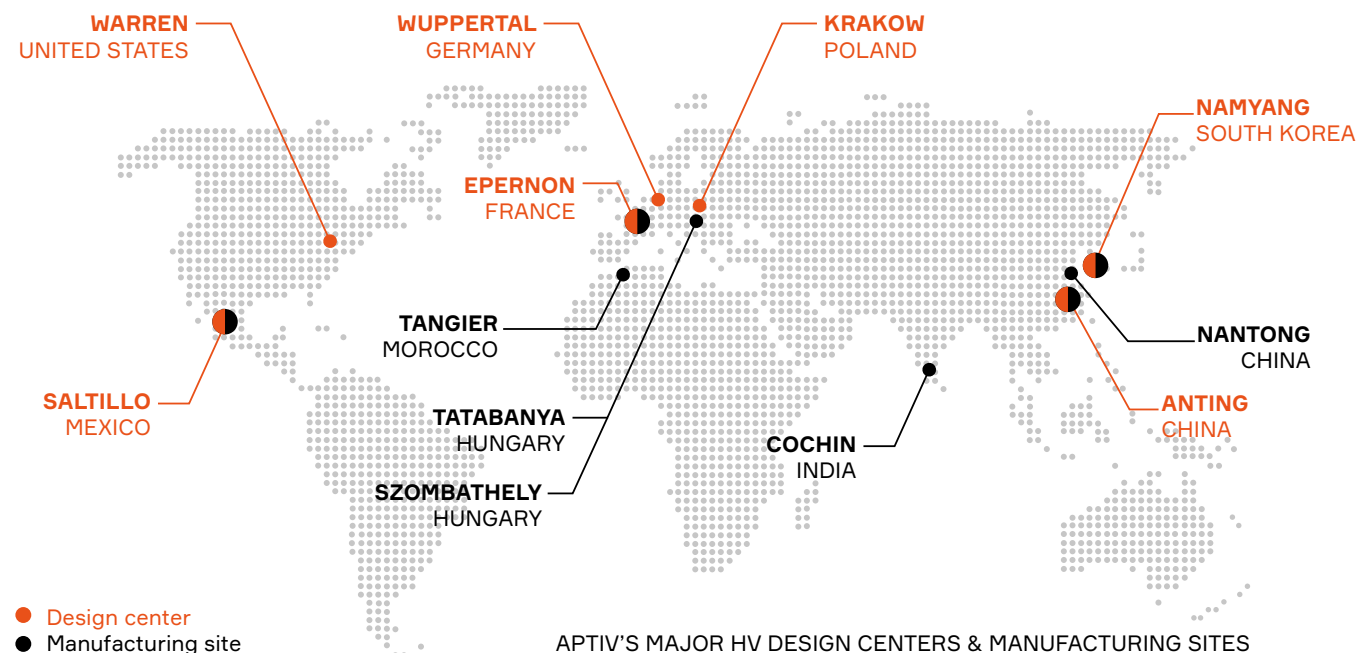 WARREN
UNITED STATES
WUPPERTAL
GERMANY
KRAKOW
POLAND
NAMYANG
SOUTH KOREA
EPERNON
FRANCE
TANGIER
MOROCCO
NANTONG
CHINA
SALTILLO
MEXICO
TATABANYA
HUNGARY
ANTING
CHINA
COCHIN
INDIA
SZOMBATHELY
HUNGARY
Design center
Manufacturing site
APTIV'S MAJOR HV DESIGN CENTERS & MANUFACTURING SITES